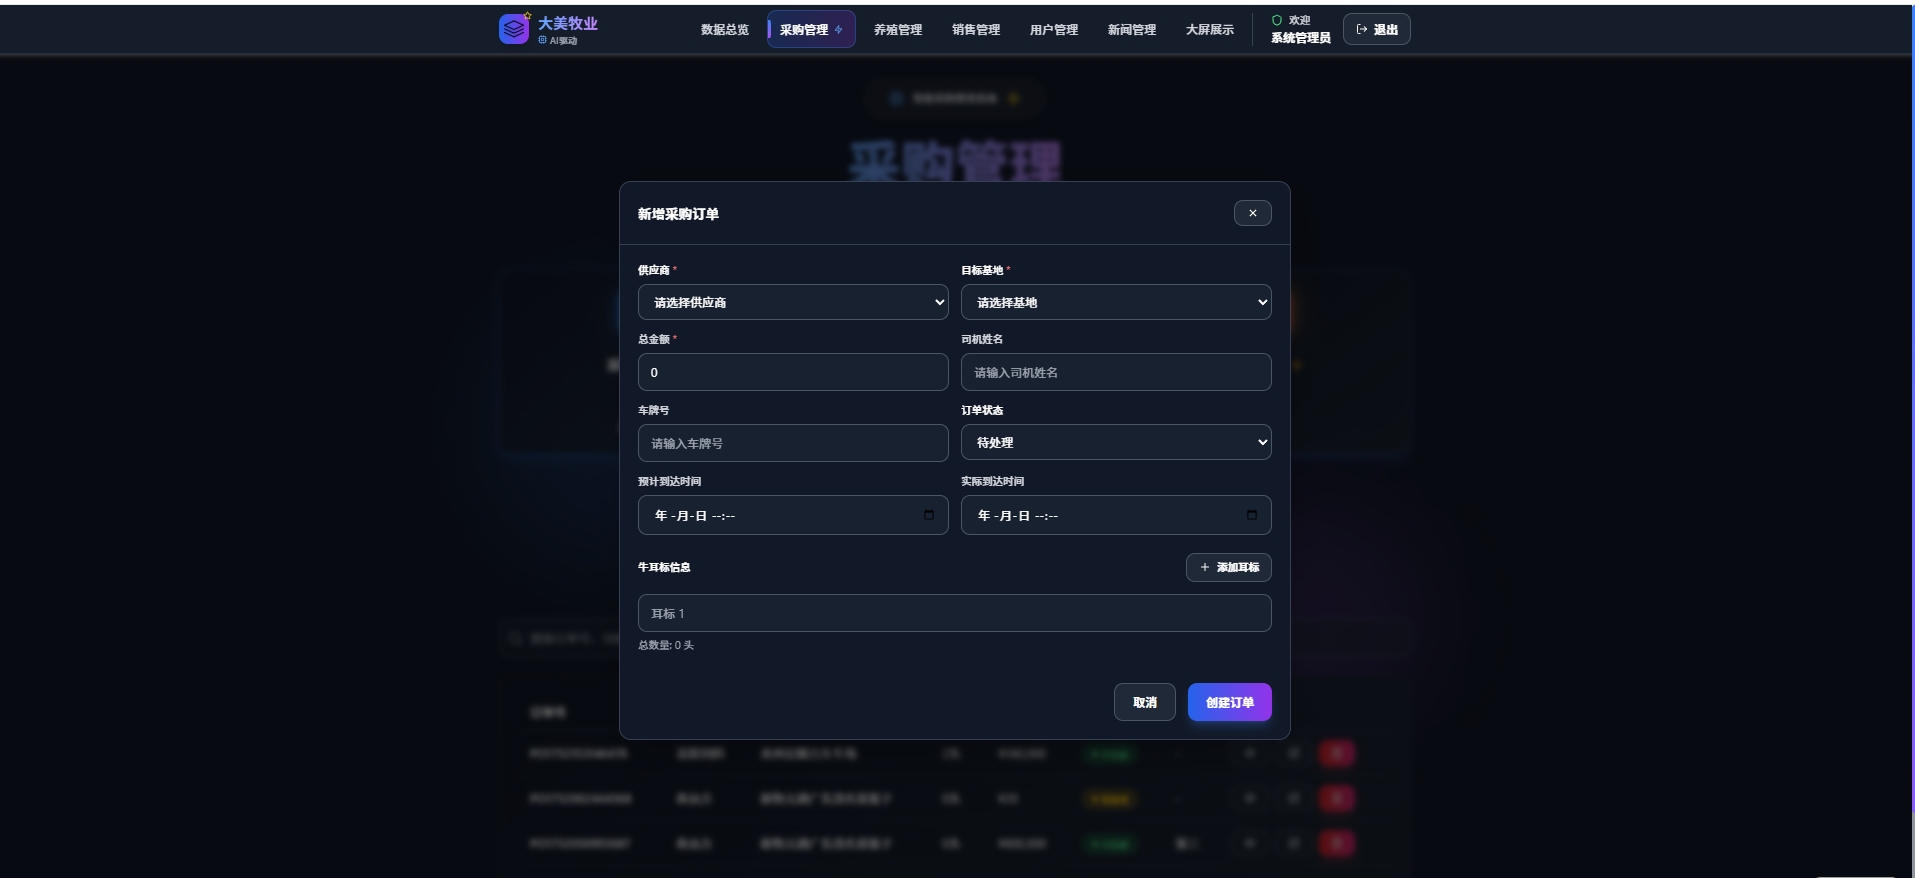 大美牧业
AI驱动
数据总览
采购管理
养殖管理
销售管理
用户管理
新闻管理
大屏展示
欢迎
系统管理员
退出
采购管理
新增采购订单
×
供应商 *
目标基地 *
请选择供应商
请选择基地
总金额 *
司机姓名
0
请输入司机姓名
车牌号
订单状态
请输入车牌号
待处理
预计到达时间
实际到达时间
年 -月-日 --:--
年 -月-日 --:--
牛耳标信息
+ 添加耳标
耳标 1
总数量: 0 头
取消
创建订单